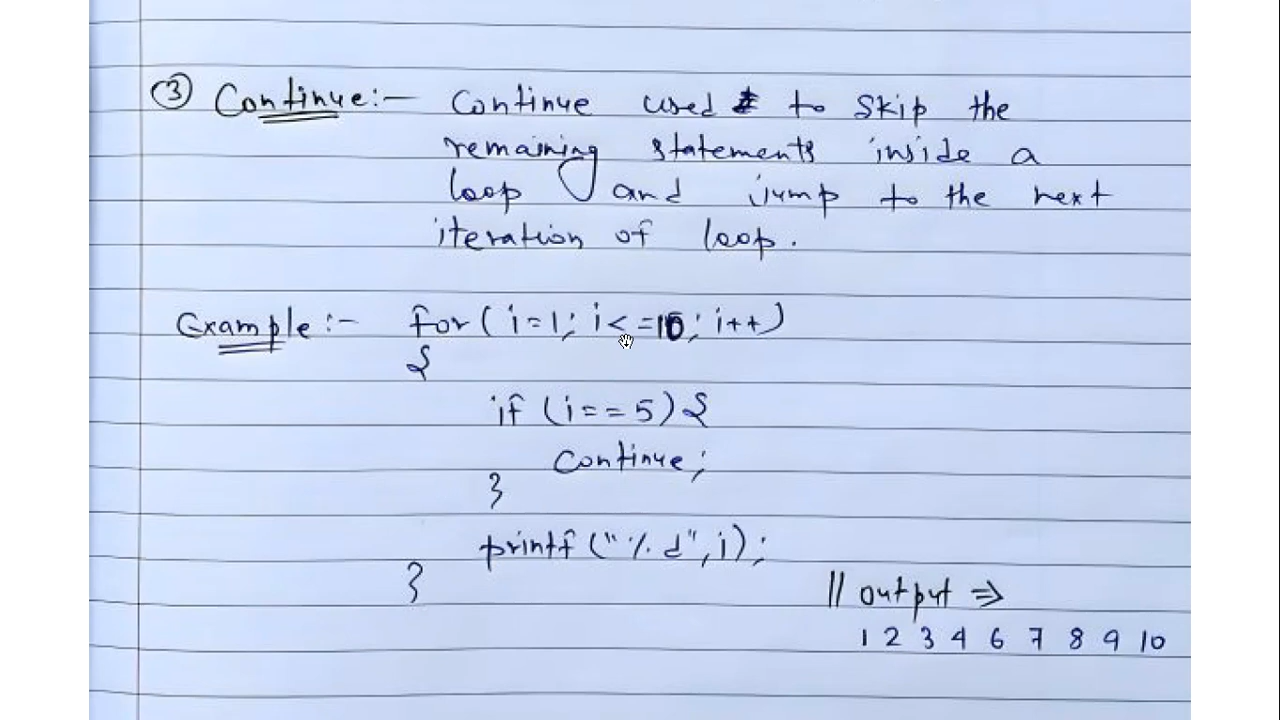 ③ Continue:- Continue used to skip the
remaining statements inside a
loop and jump to the next
iteration of loop.
Example:- for(i=1; i<=10; i++)
{
if (i==5){
Continue;
}
printf("%d",i);
}
|| output ⇒
1 2 3 4 6 7 8 9 10